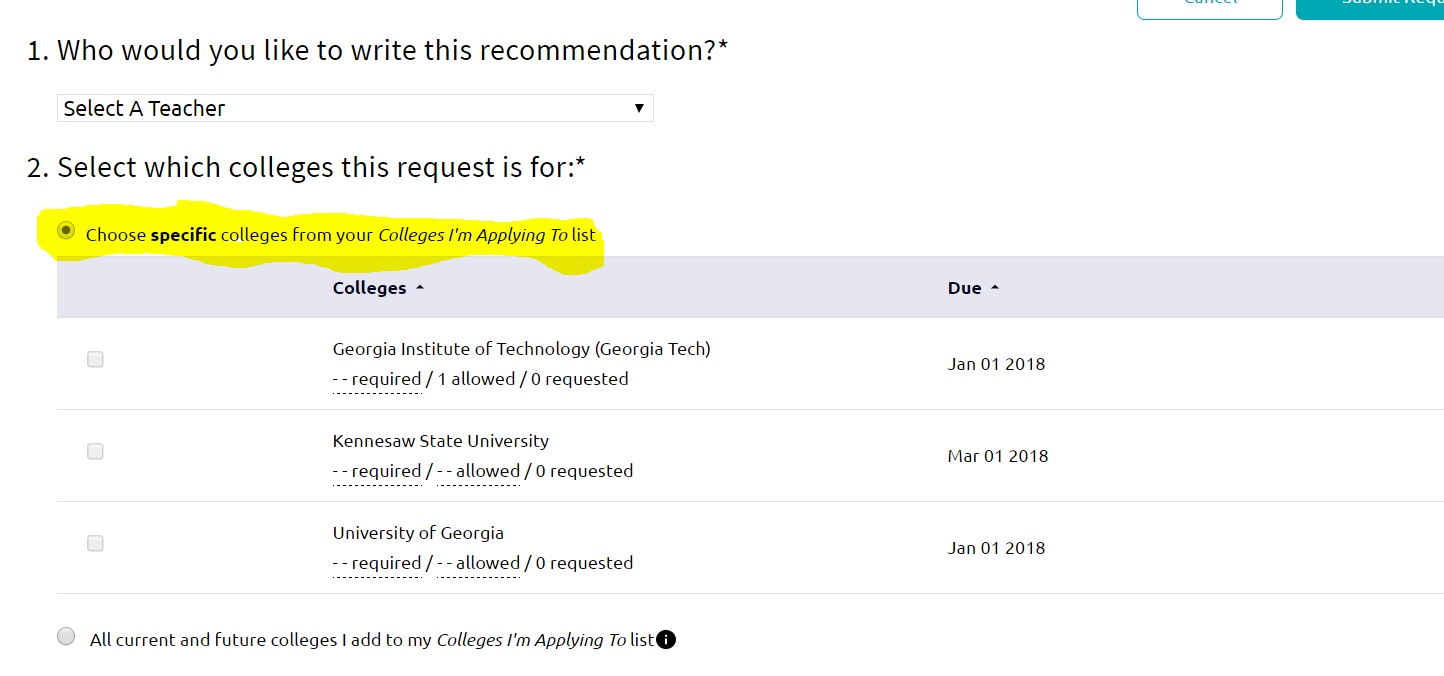 1. Who would you like to write this recommendation?*
Select A Teacher
2. Select which colleges this request is for:*
Choose specific colleges from your Colleges I'm Applying To list
Colleges Due
Georgia Institute of Technology (Georgia Tech)
- - required / 1 allowed / 0 requested
Jan 01 2018
Kennesaw State University
- - required / - - allowed / 0 requested
Mar 01 2018
University of Georgia
- - required / - - allowed / 0 requested
Jan 01 2018
All current and future colleges I add to my Colleges I'm Applying To list